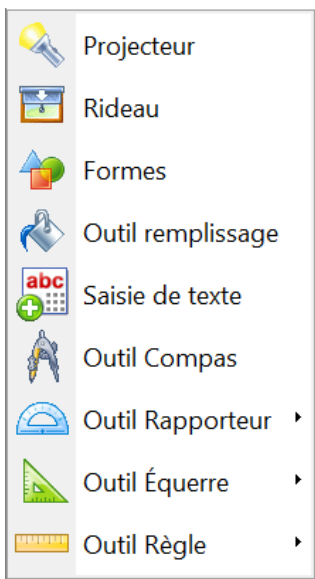 Projecteur
Rideau
Formes
Outil remplissage
abc
Saisie de texte
Outil Compas
Outil Rapporteur
Outil Équerre
Outil Règle